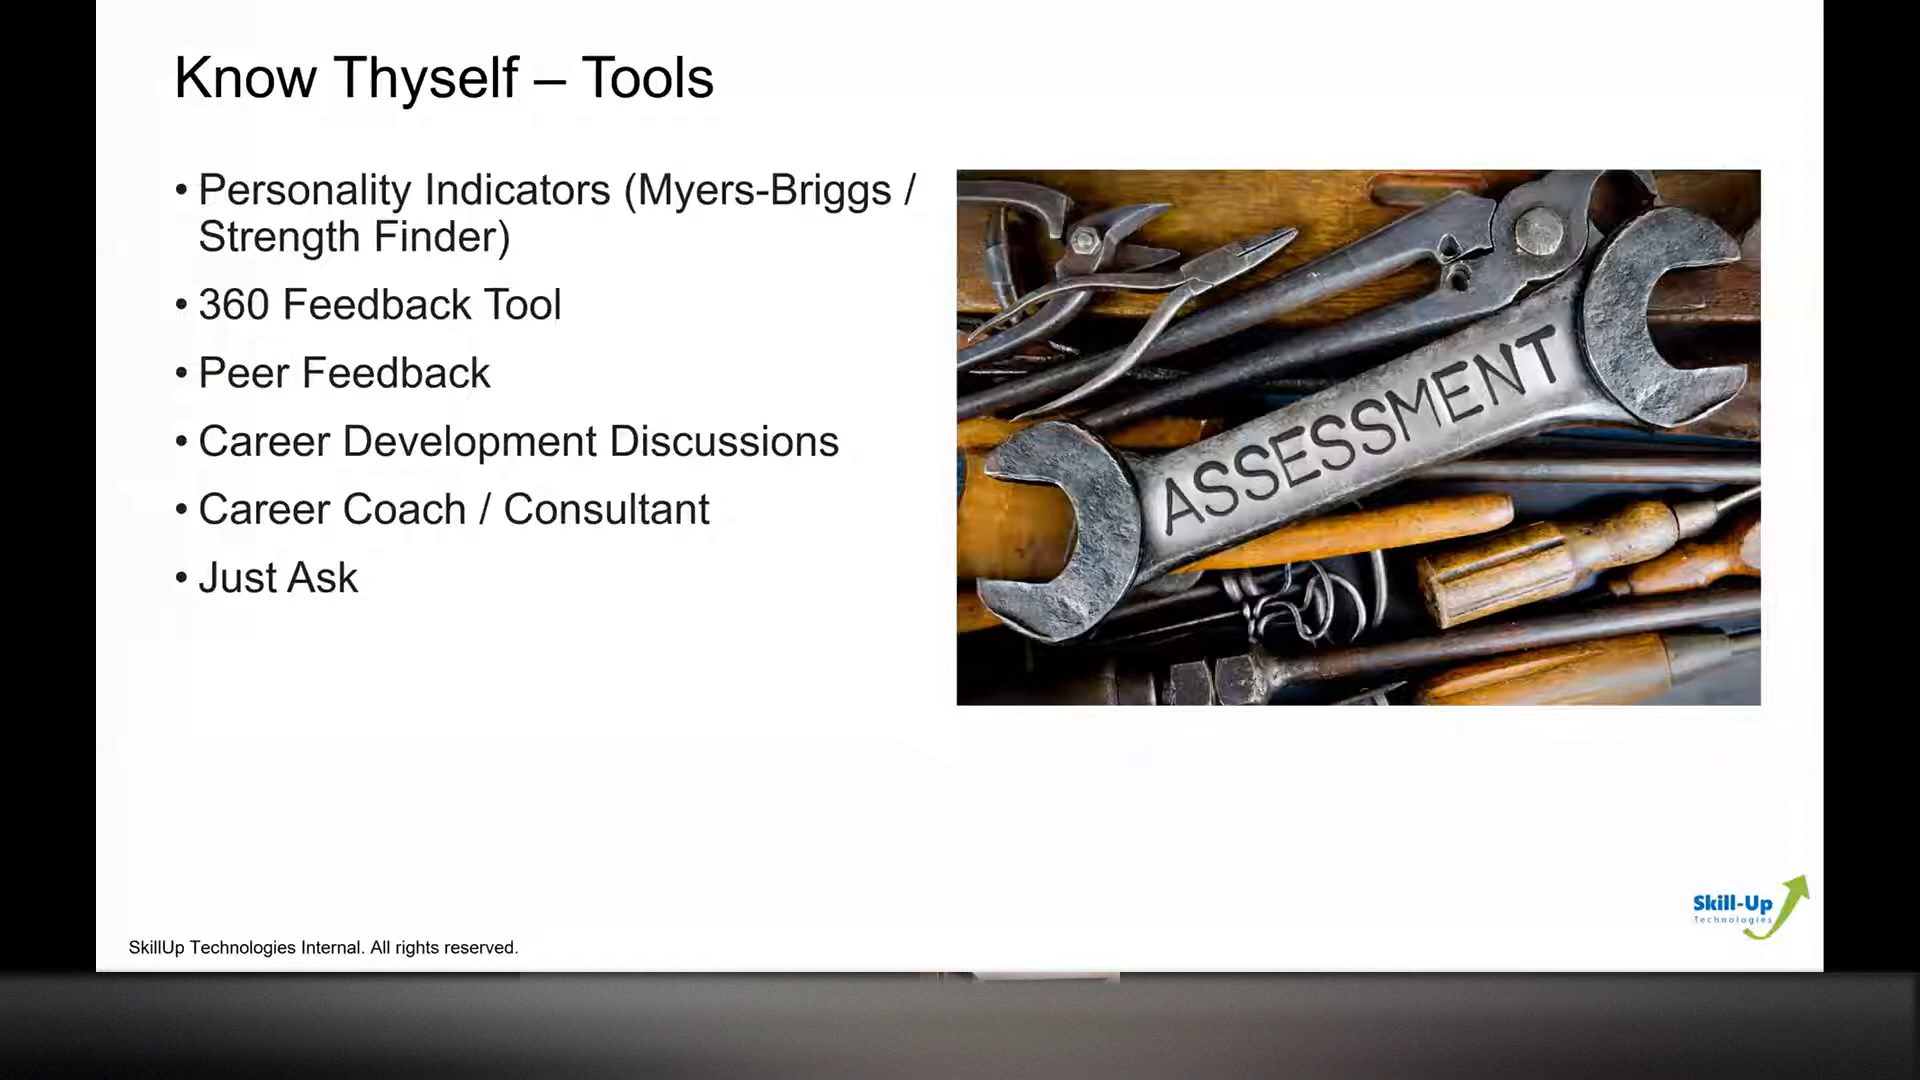 Know Thyself – Tools
• Personality Indicators (Myers-Briggs /
Strength Finder)
• 360 Feedback Tool
• Peer Feedback
• Career Development Discussions
• Career Coach / Consultant
• Just Ask
ASSESSMENT
Skill-Up
Technologies
SkillUp Technologies Internal. All rights reserved.